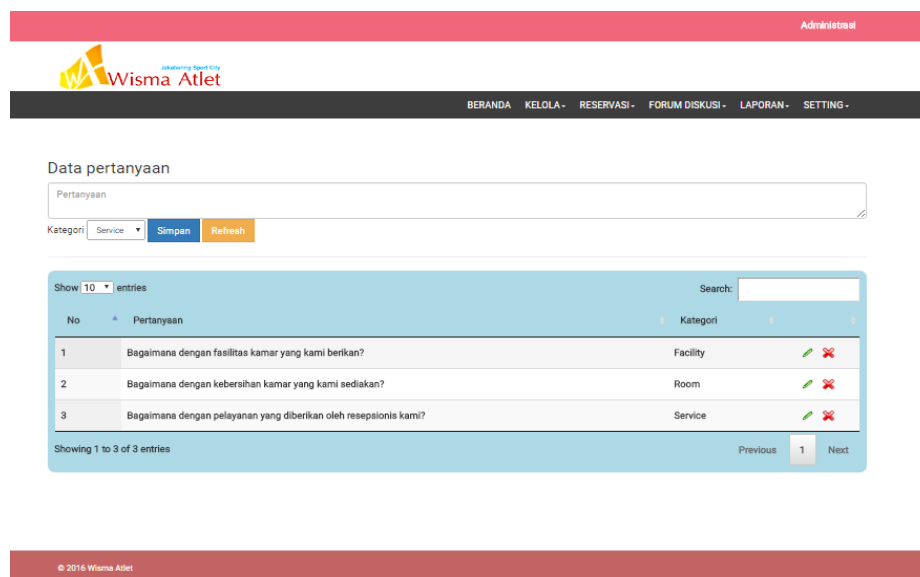 Administrasi
Jakabaring Sport City
Wisma Atlet
BERANDA KELOLA RESERVASI FORUM DISKUSI LAPORAN SETTING
Data pertanyaan
Pertanyaan
Kategori Service Simpan Refresh
Show 10 entries Search:
No Pertanyaan Kategori
1 Bagaimana dengan fasilitas kamar yang kami berikan? Facility
2 Bagaimana dengan kebersihan kamar yang kami sediakan? Room
3 Bagaimana dengan pelayanan yang diberikan oleh resepsionis kami? Service
Showing 1 to 3 of 3 entries Previous 1 Next
© 2016 Wisma Atlet